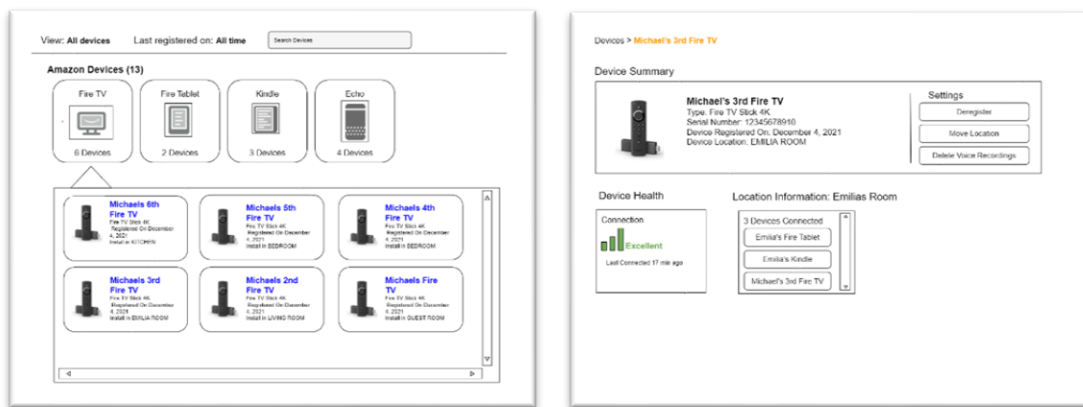 View: All devices Last registered on: All time Search Devices
Amazon Devices (13)
Fire TV
6 Devices
Fire Tablet
2 Devices
Kindle
3 Devices
Echo
4 Devices
Michaels 6th
Fire TV
Fire TV Stick 4K
Registered On December
4, 2021
Install in KITCHEN
Michaels 5th
Fire TV
Fire TV Stick 4K
Registered On December
4, 2021
Install in BEDROOM
Michaels 4th
Fire TV
Fire TV Stick 4K
Registered On December
4, 2021
Install in BEDROOM
Michaels 3rd
Fire TV
Fire TV Stick 4K
Registered On December
4, 2021
Install in EMILIA ROOM
Michaels 2nd
Fire TV
Fire TV Stick 4K
Registered On December
4, 2021
Install in LIVING ROOM
Michaels Fire
TV
Fire TV Stick 4K
Registered On December
4, 2021
Install in GUEST ROOM
Devices > Michael's 3rd Fire TV
Device Summary
Michael's 3rd Fire TV
Type: Fire TV Stick 4K
Serial Number: 12345678910
Device Registered On: December 4, 2021
Device Location: EMILIA ROOM
Settings
Deregister
Move Location
Delete Voice Recordings
Device Health
Connection
Excellent
Last Connected 17 min ago
Location Information: Emilias Room
3 Devices Connected
Emilia's Fire Tablet
Emilia's Kindle
Michael's 3rd Fire TV